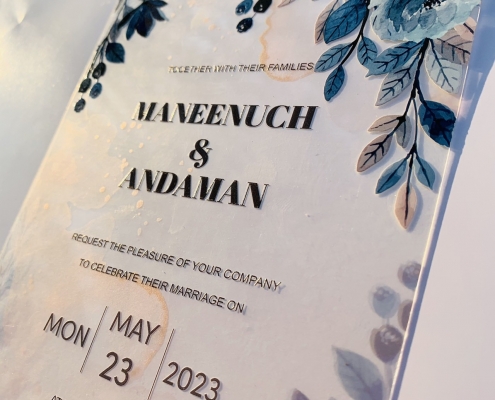 TOGETHER WITH THEIR FAMILIES
MANEENUCH
&
ANDAMAN
REQUEST THE PLEASURE OF YOUR COMPANY
TO CELEBRATE THEIR MARRIAGE ON
MON
MAY
23
2023
AT